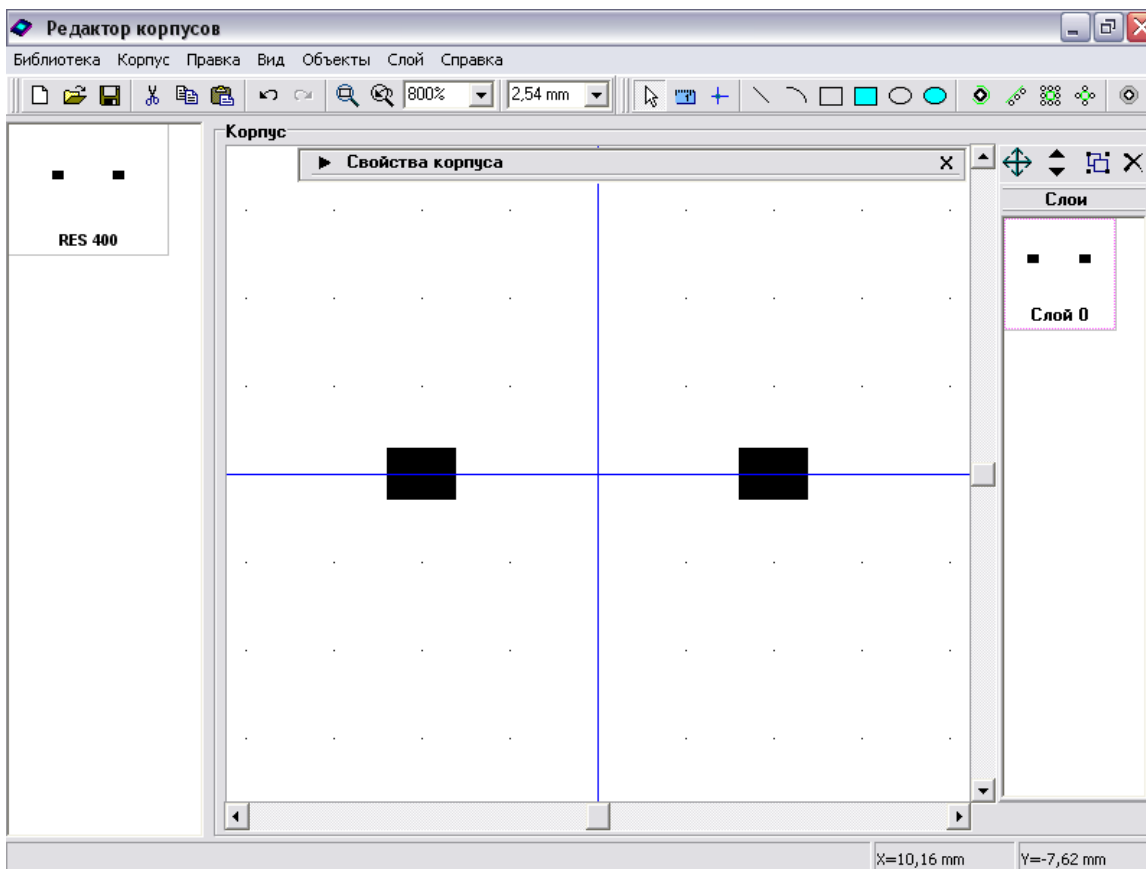 Редактор корпусов
Библиотека Корпус Правка Вид Объекты Слой Справка
800% 2,54 mm
Корпус
Свойства корпуса
RES 400
Слои
Слой 0
X=10,16 mm Y=-7,62 mm